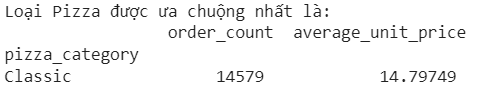 Loại Pizza được ưa chuộng nhất là:
order_count average_unit_price
pizza_category
Classic 14579 14.79749